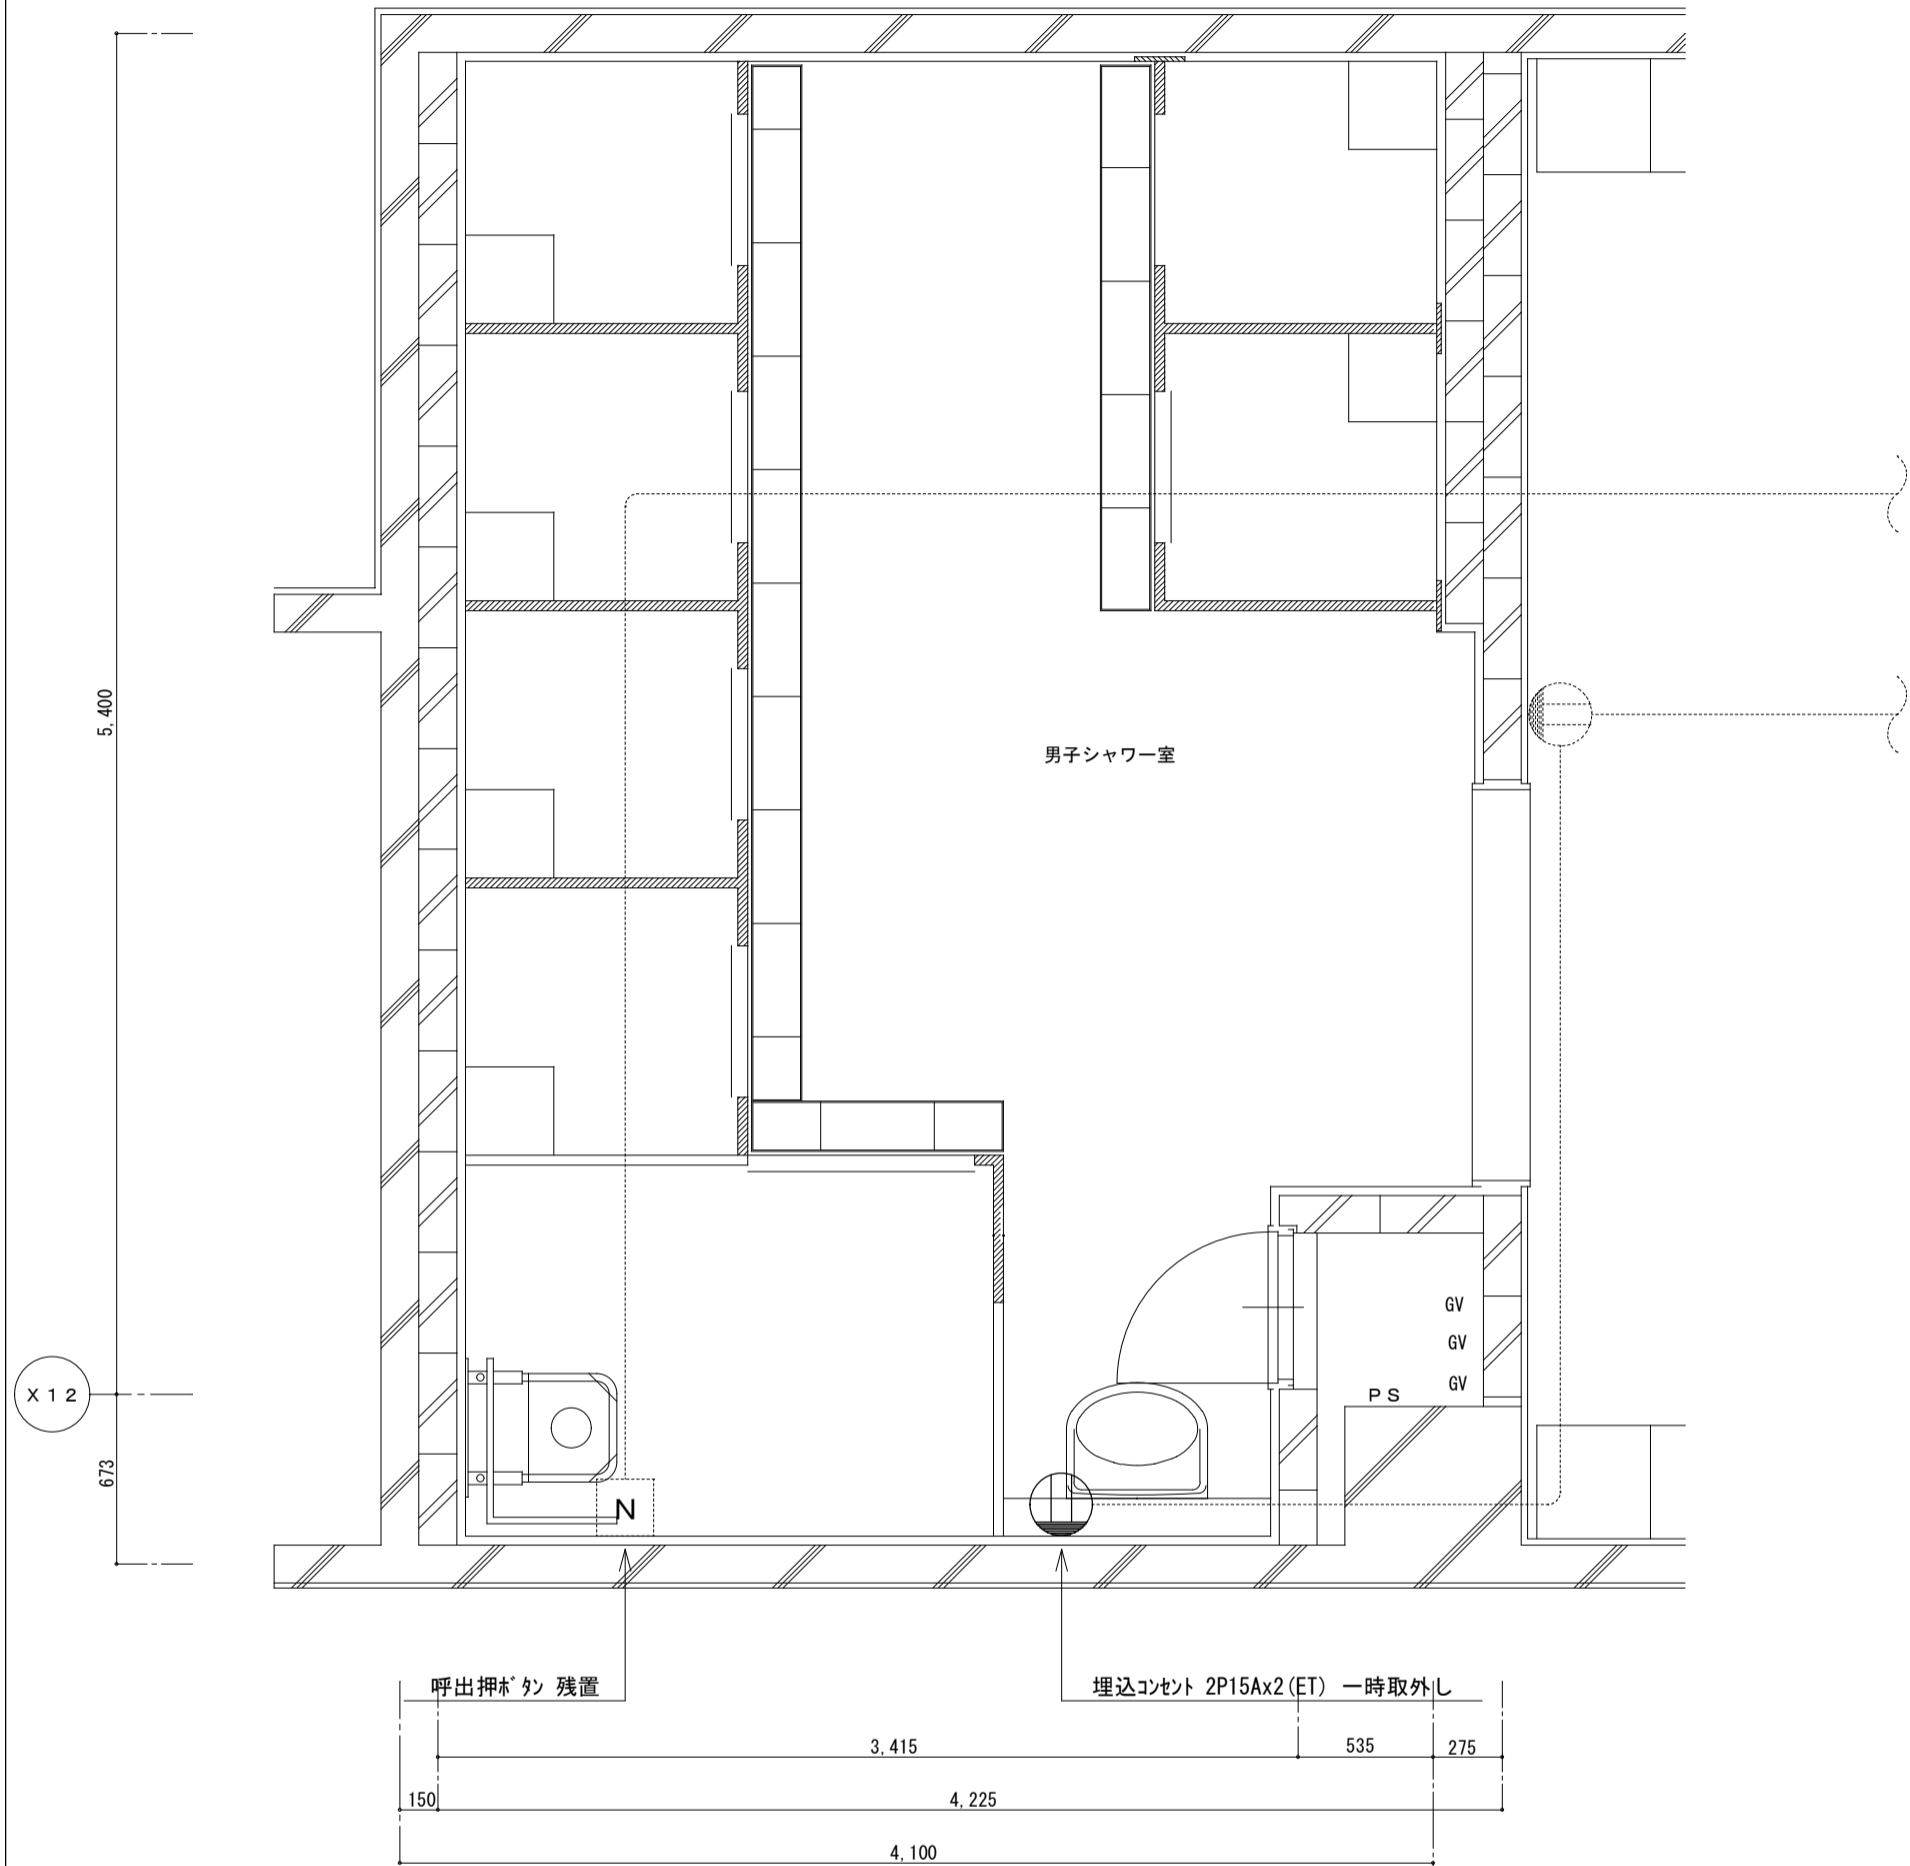 5,400
男子シャワー室
GV
GV
GV
PS
X12
673
N
呼出押ﾎﾞﾀﾝ 残置
埋込ｺﾝｾﾝﾄ 2P15Ax2(ET) 一時取外し
3,415
535
275
150
4,225
4,100